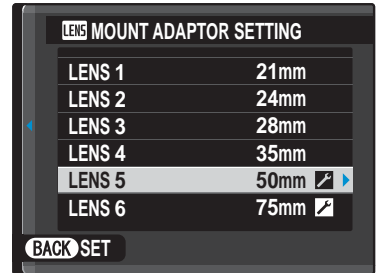 LENS MOUNT ADAPTOR SETTING
LENS 1 21mm
LENS 2 24mm
LENS 3 28mm
LENS 4 35mm
LENS 5 50mm
LENS 6 75mm
BACK SET